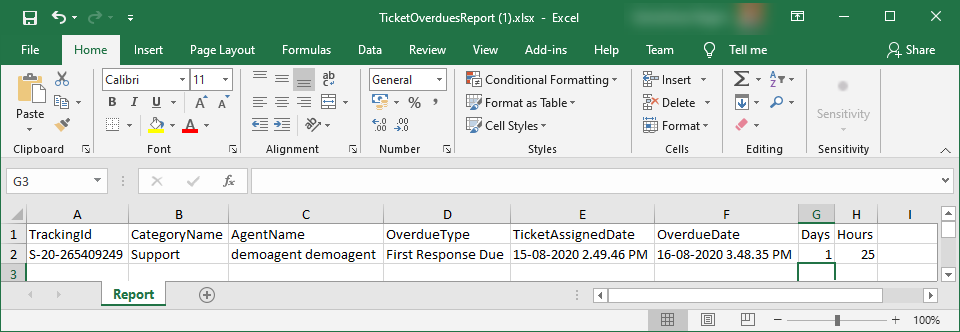 TicketOverduesReport (1).xlsx - Excel
File Home Insert Page Layout Formulas Data Review View Add-ins Help Team Tell me Share
Calibri 11 ab c General Conditional Formatting Insert Σ A Z
Paste B I U A A $ % , Format as Table Delete Sensitivity
A ab ←.0 .00 .00 →.0 Cell Styles Format
Clipboard Font Alignment Number Styles Cells Editing Sensitivity
G3 fx
A B C D E F G H I
1 TrackingId CategoryName AgentName OverdueType TicketAssignedDate OverdueDate Days Hours
2 S-20-265409249 Support demoagent demoagent First Response Due 15-08-2020 2.49.46 PM 16-08-2020 3.48.35 PM 1 25
3
Report
100%